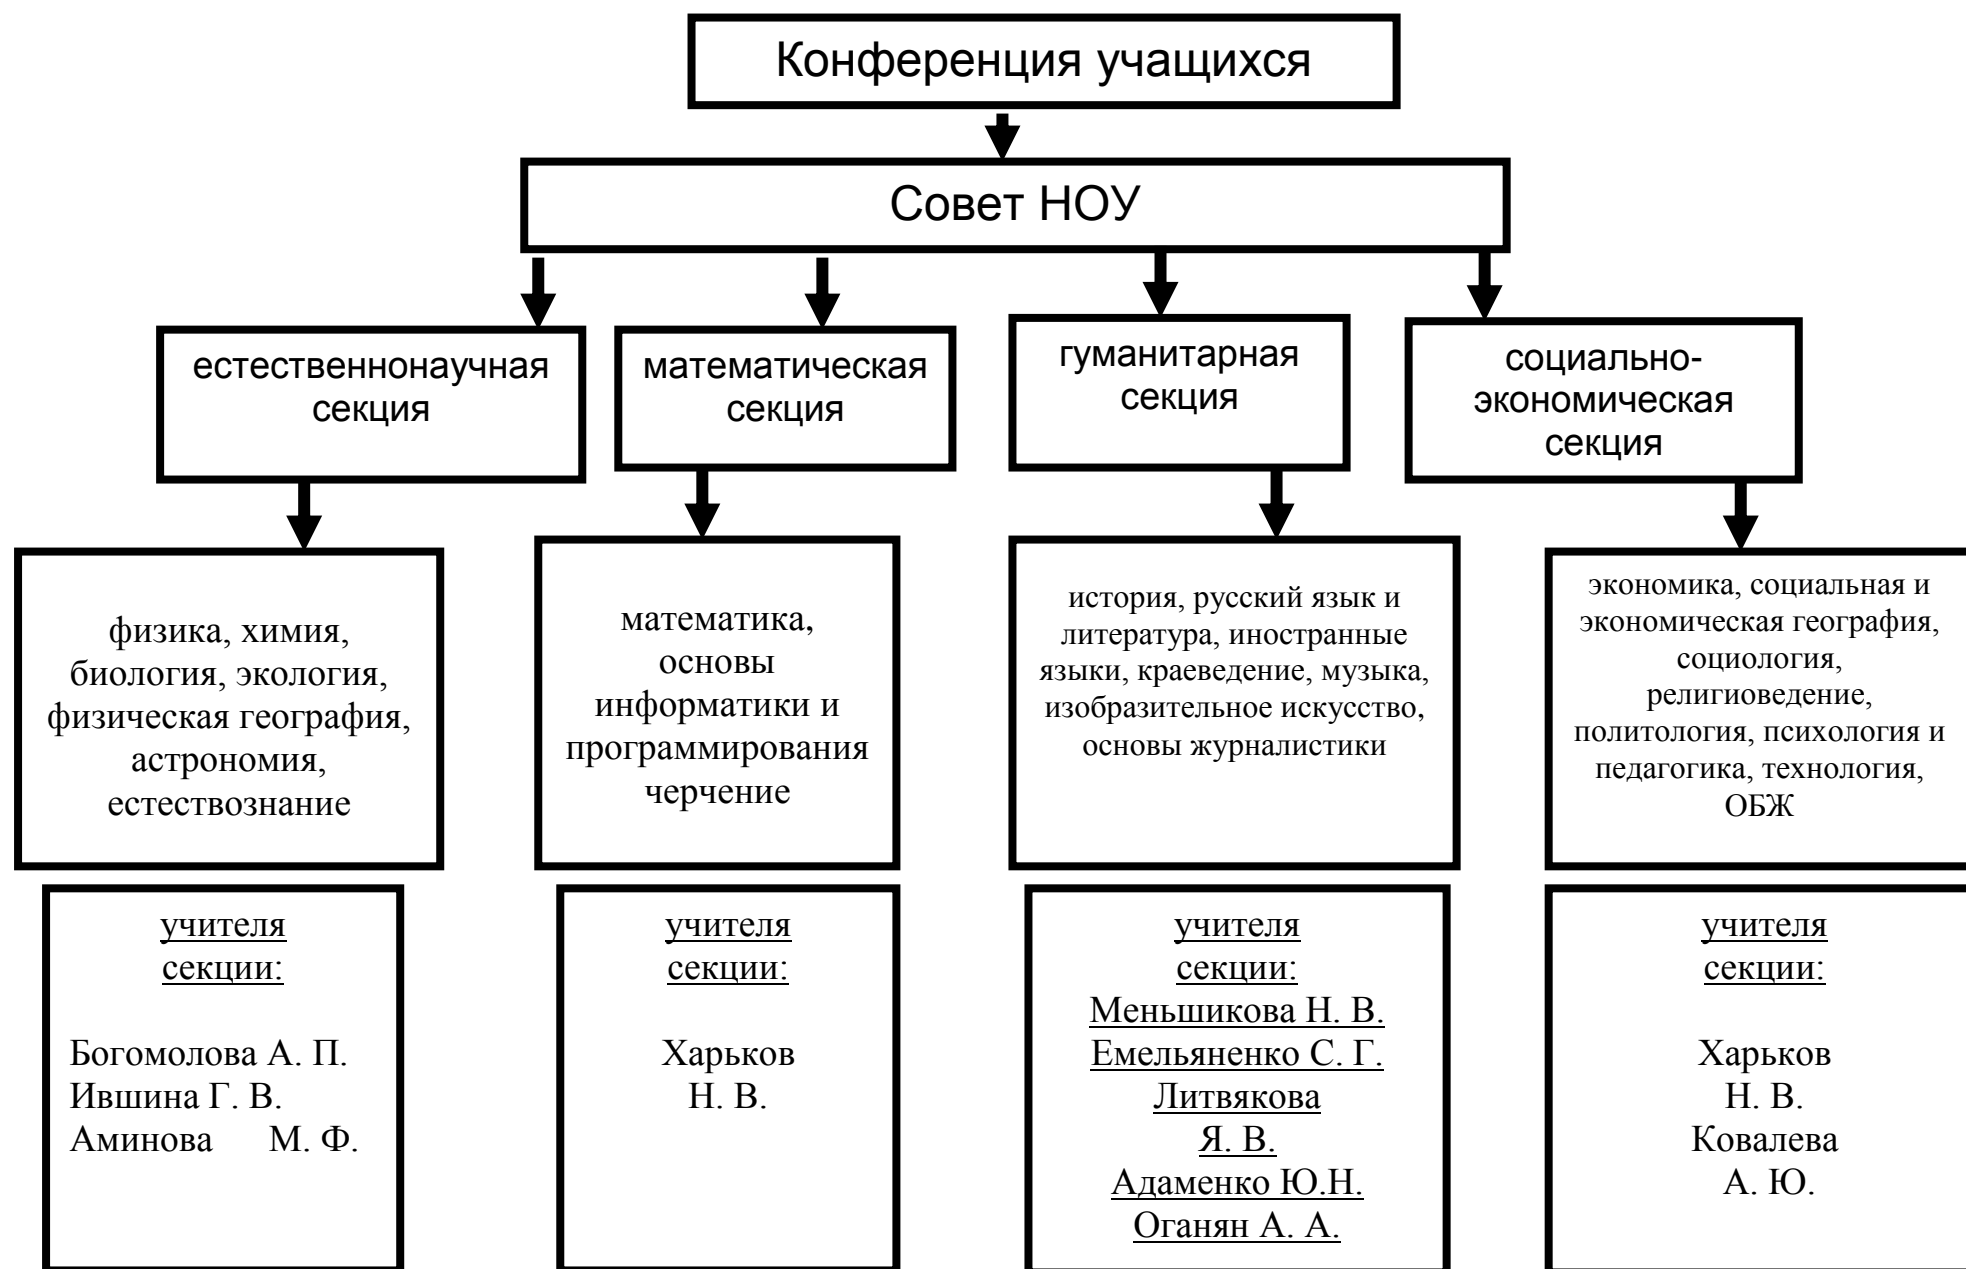 Конференция учащихся
Совет НОУ
естественнонаучная
секция
математическая
секция
гуманитарная
секция
социально-
экономическая
секция
физика, химия,
биология, экология,
физическая география,
астрономия,
естествознание
математика,
основы
информатики и
программирования
черчение
история, русский язык и
литература, иностранные
языки, краеведение, музыка,
изобразительное искусство,
основы журналистики
экономика, социальная и
экономическая география,
социология,
религиоведение,
политология, психология и
педагогика, технология,
ОБЖ
учителя
секции:
Богомолова А. П.
Ившина Г. В.
Аминова М. Ф.
учителя
секции:
Харьков
Н. В.
учителя
секции:
Меньшикова Н. В.
Емельяненко С. Г.
Литвякова
Я. В.
Адаменко Ю.Н.
Оганян А. А.
учителя
секции:
Харьков
Н. В.
Ковалева
А. Ю.